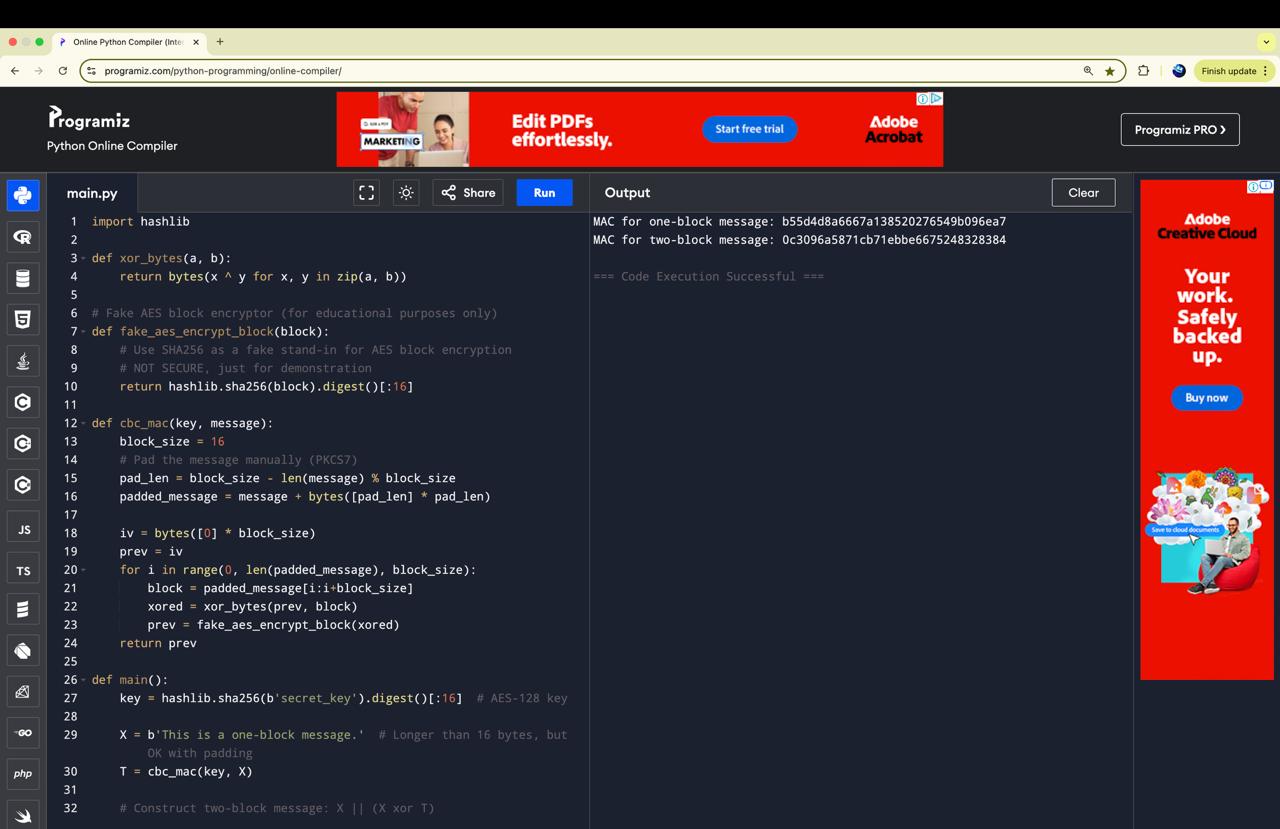 Online Python Compiler (Inte
programiz.com/python-programming/online-compiler/
Finish update
Programiz
Python Online Compiler
MARKETING
Edit PDFs
effortlessly.
Start free trial
Adobe
Acrobat
Programiz PRO ❯
main.py
Share
Run
Output
Clear
1 import hashlib
2
3 def xor_bytes(a, b):
4     return bytes(x ^ y for x, y in zip(a, b))
5
6 # Fake AES block encryptor (for educational purposes only)
7 def fake_aes_encrypt_block(block):
8     # Use SHA256 as a fake stand-in for AES block encryption
9     # NOT SECURE, just for demonstration
10     return hashlib.sha256(block).digest()[:16]
11
12 def cbc_mac(key, message):
13     block_size = 16
14     # Pad the message manually (PKCS7)
15     pad_len = block_size - len(message) % block_size
16     padded_message = message + bytes([pad_len] * pad_len)
17
18     iv = bytes([0] * block_size)
19     prev = iv
20     for i in range(0, len(padded_message), block_size):
21         block = padded_message[i:i+block_size]
22         xored = xor_bytes(prev, block)
23         prev = fake_aes_encrypt_block(xored)
24     return prev
25
26 def main():
27     key = hashlib.sha256(b'secret_key').digest()[:16]  # AES-128 key
28
29     X = b'This is a one-block message.'  # Longer than 16 bytes, but
OK with padding
30     T = cbc_mac(key, X)
31
32     # Construct two-block message: X || (X xor T)
MAC for one-block message: b55d4d8a6667a138520276549b096ea7
MAC for two-block message: 0c3096a5871cb71ebbe6675248328384
=== Code Execution Successful ===
JS
TS
GO
php
Adobe
Creative Cloud
Your
work.
Safely
backed
up.
Buy now
Save to cloud documents